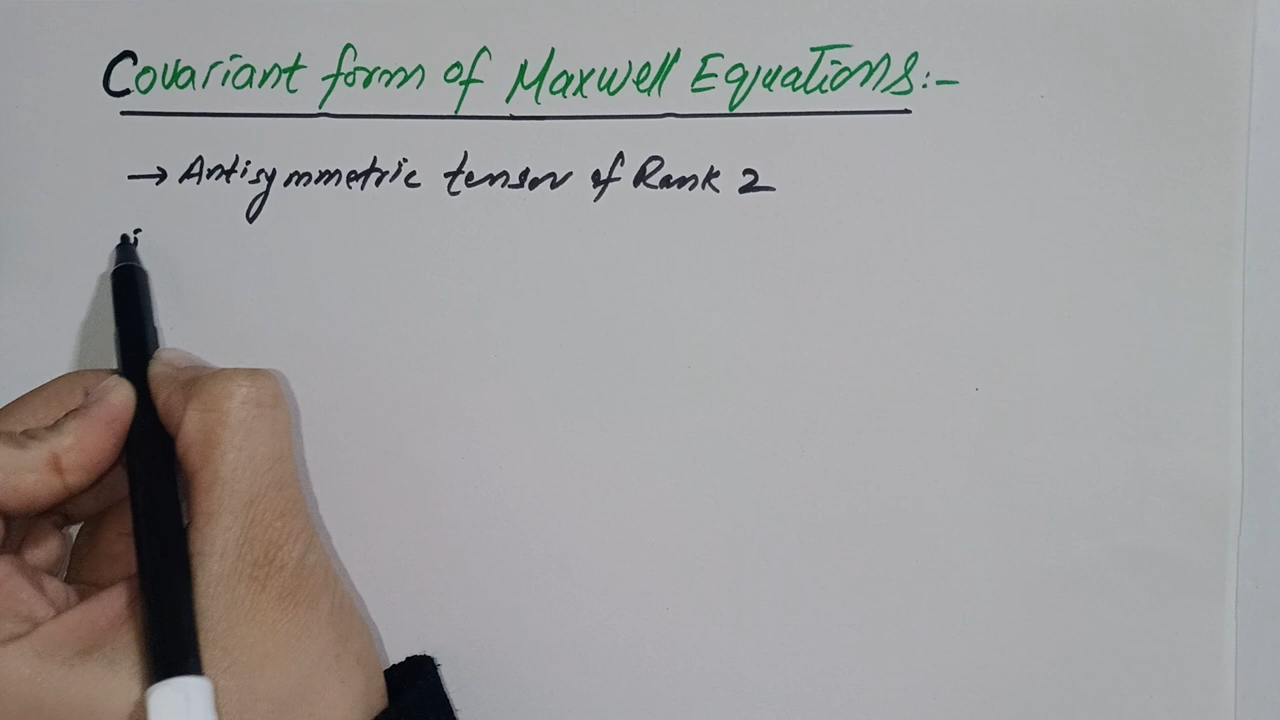 Covariant form of Maxwell Equations:-
→ Antisymmetric tensor of Rank 2